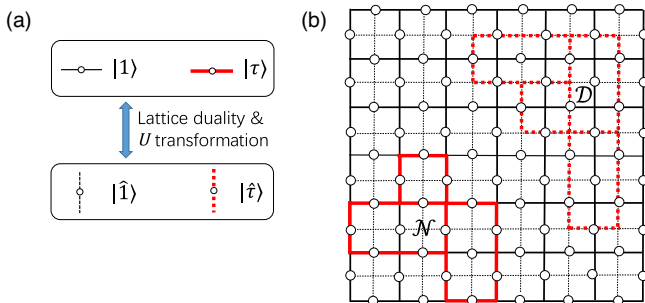 (a)
|1⟩ |τ⟩
Lattice duality &
U transformation
|1̂⟩ |τ̂⟩
(b)
𝒟
𝒩